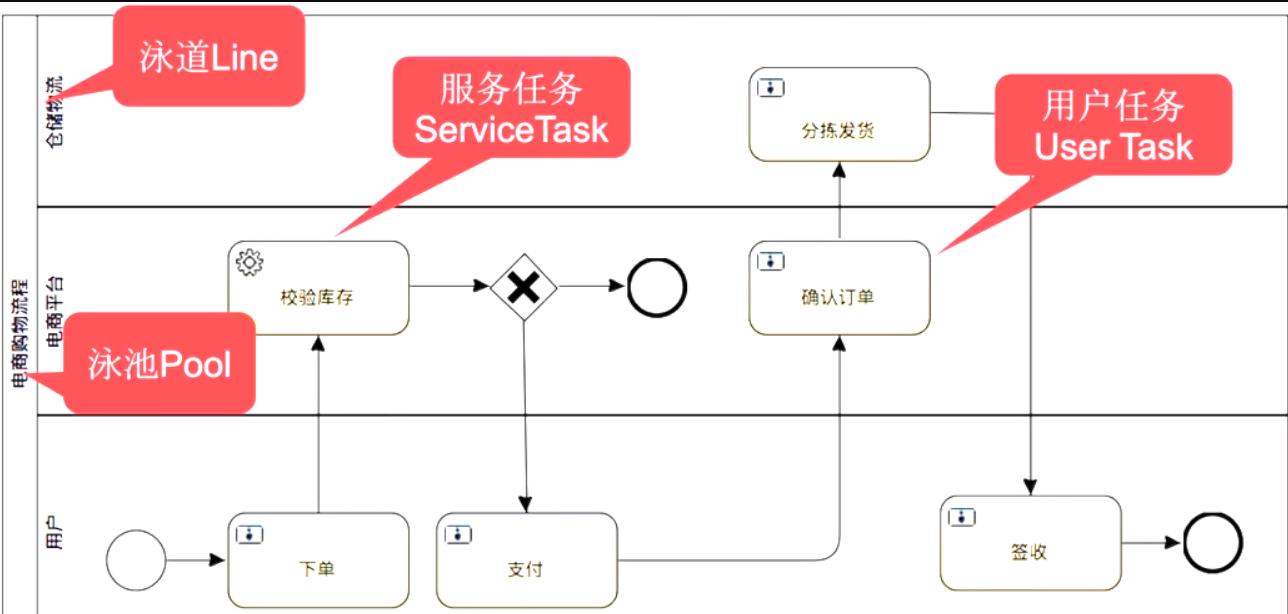 泳道Line
仓储物流
服务任务
ServiceTask
分拣发货
用户任务
User Task
电商购物流程
电商平台
校验库存
确认订单
泳池Pool
用户
下单
支付
签收